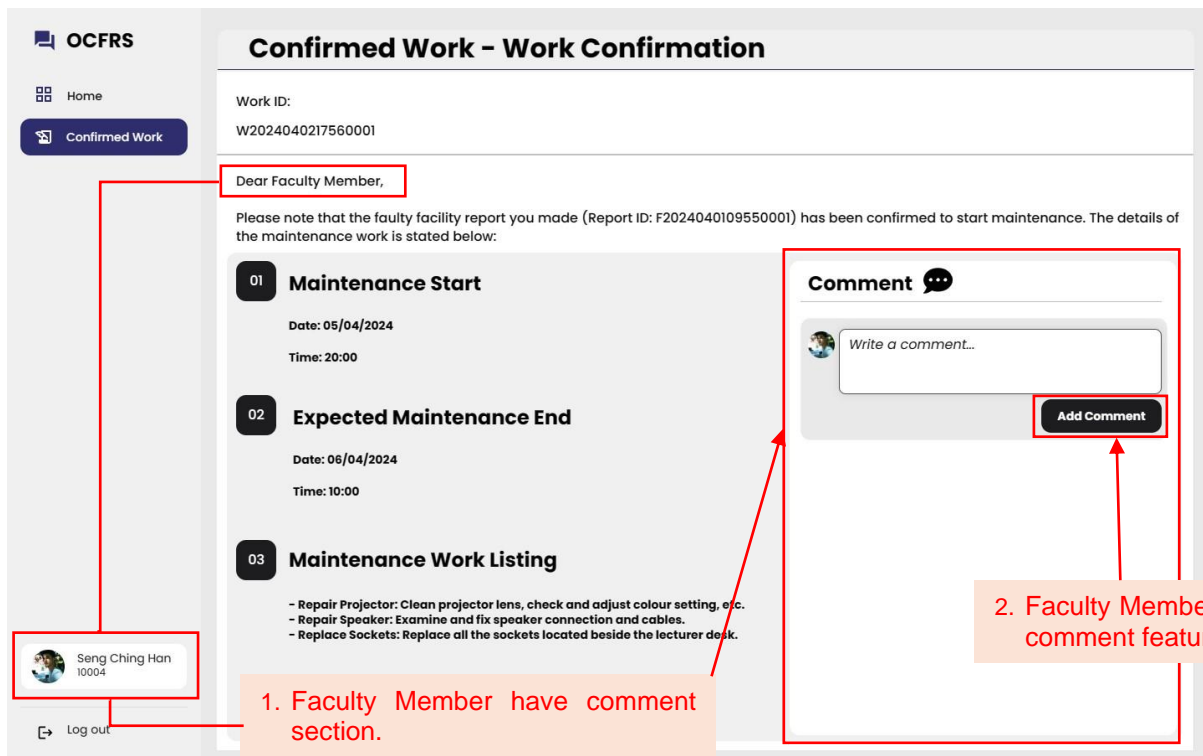 OCFRS
Home
Confirmed Work
Confirmed Work - Work Confirmation
Work ID:
W2024040217560001
Dear Faculty Member,
Please note that the faulty facility report you made (Report ID: F2024040109550001) has been confirmed to start maintenance. The details of
the maintenance work is stated below:
01
Maintenance Start
Date: 05/04/2024
Time: 20:00
02
Expected Maintenance End
Date: 06/04/2024
Time: 10:00
03
Maintenance Work Listing
- Repair Projector: Clean projector lens, check and adjust colour setting, etc.
- Repair Speaker: Examine and fix speaker connection and cables.
- Replace Sockets: Replace all the sockets located beside the lecturer desk.
Comment
Write a comment...
Add Comment
2. Faculty Membe
comment featu
Seng Ching Han
10004
Log out
1. Faculty Member have comment
section.